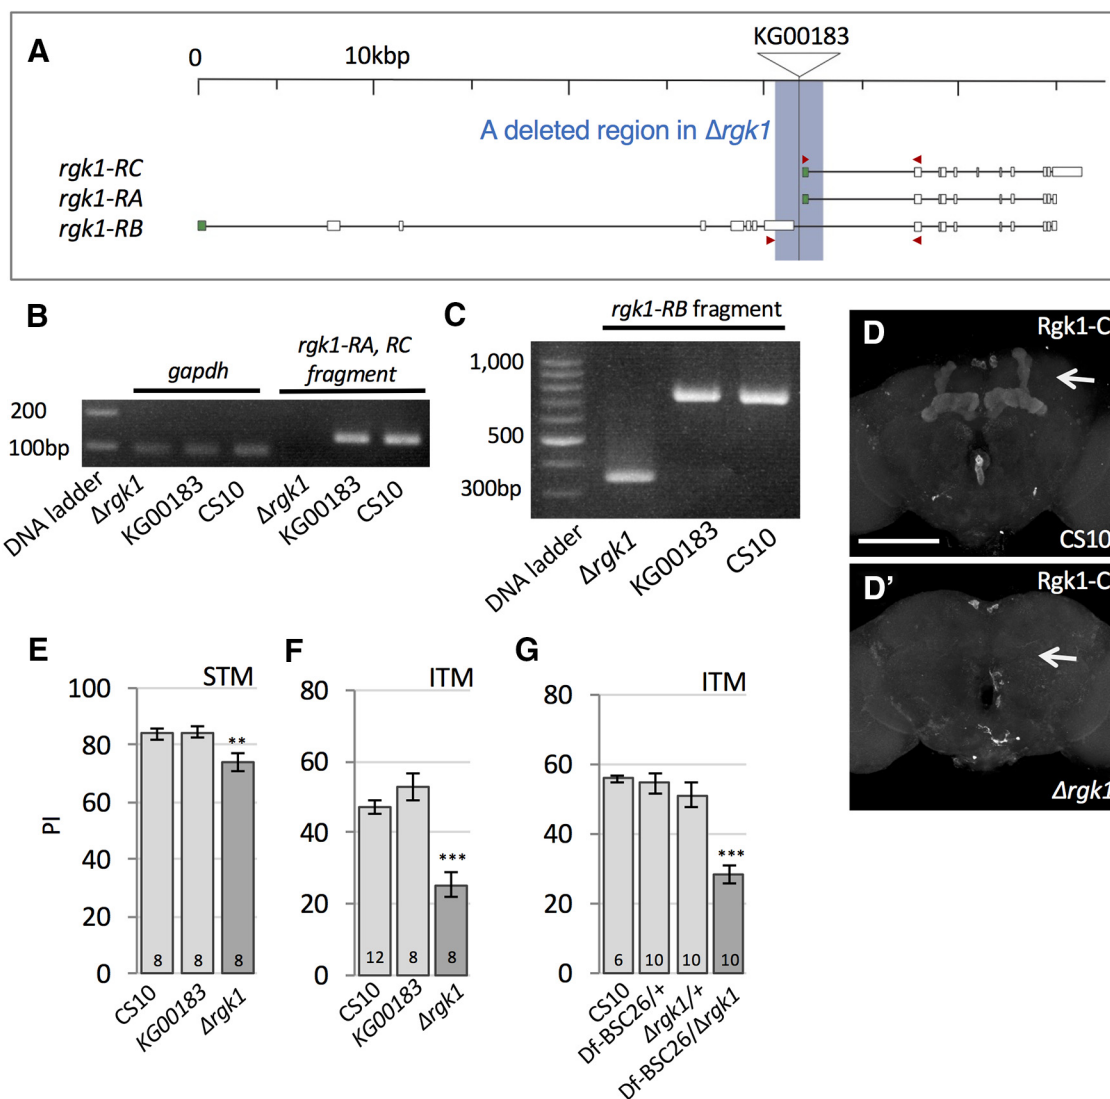 A
0
10kbp
KG00183
A deleted region in Δrgk1
rgk1-RC
rgk1-RA
rgk1-RB
B
gapdh
rgk1-RA, RC
fragment
200
100bp
DNA ladder
Δrgk1
KG00183
CS10
Δrgk1
KG00183
CS10
C
rgk1-RB fragment
1,000
500
300bp
DNA ladder
Δrgk1
KG00183
CS10
D
Rgk1-C
CS10
D’
Rgk1-C
Δrgk1
E
STM
PI
100
80
60
40
20
0
**
8
8
8
CS10
KG00183
Δrgk1
F
ITM
80
60
40
20
0
***
12
8
8
CS10
KG00183
Δrgk1
G
ITM
80
60
40
20
0
***
6
10
10
10
CS10
Df-BSC26/+
Δrgk1/+
Df-BSC26/Δrgk1